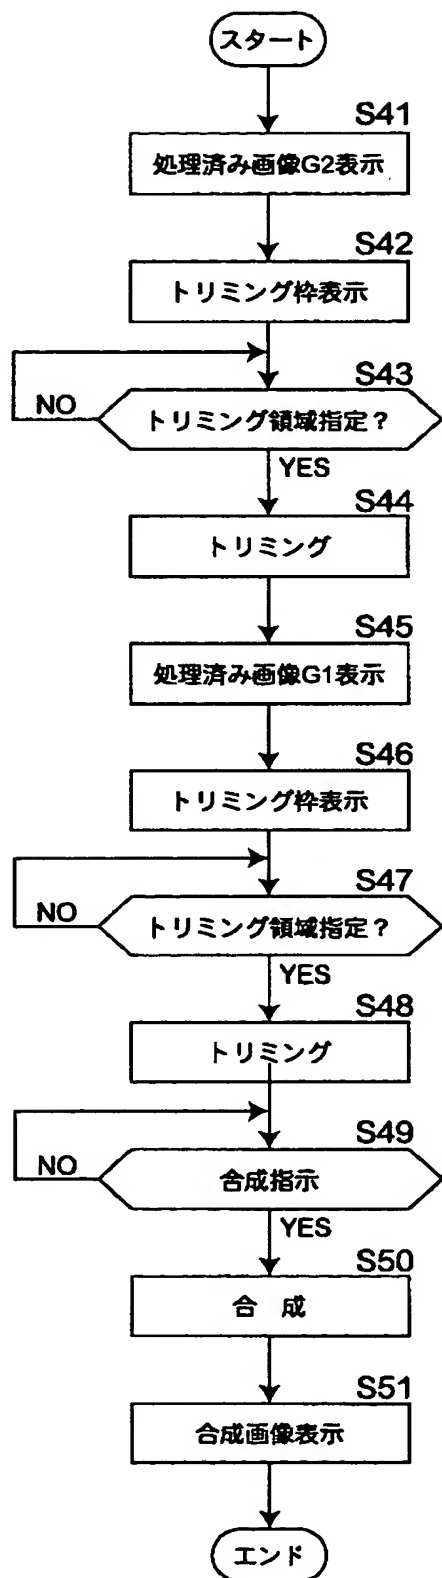 スタート
S41
処理済み画像G2表示
S42
トリミング枠表示
S43
トリミング領域指定？
NO
YES
S44
トリミング
S45
処理済み画像G1表示
S46
トリミング枠表示
S47
トリミング領域指定？
NO
YES
S48
トリミング
S49
合成指示
NO
YES
S50
合 成
S51
合成画像表示
エンド